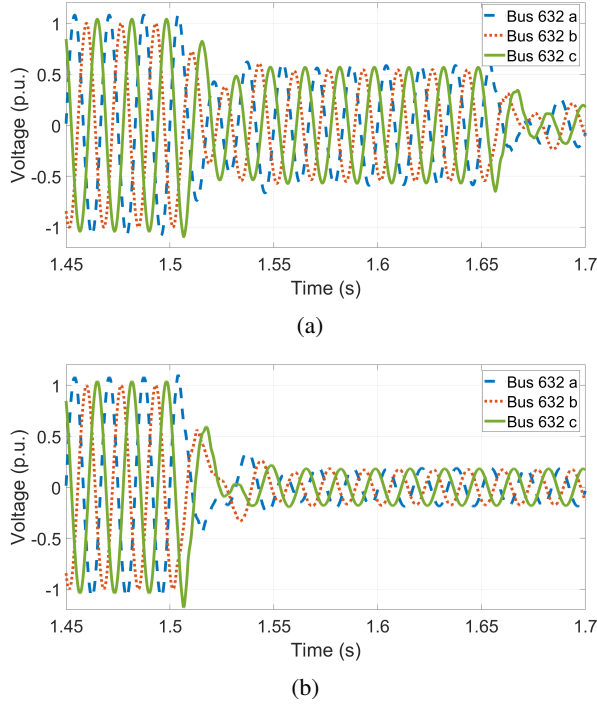 1
0.5
0
-0.5
-1
Voltage (p.u.)
Bus 632 a
Bus 632 b
Bus 632 c
1.45
1.5
1.55
1.6
1.65
1.7
Time (s)
(a)
1
0.5
0
-0.5
-1
Voltage (p.u.)
Bus 632 a
Bus 632 b
Bus 632 c
1.45
1.5
1.55
1.6
1.65
1.7
Time (s)
(b)